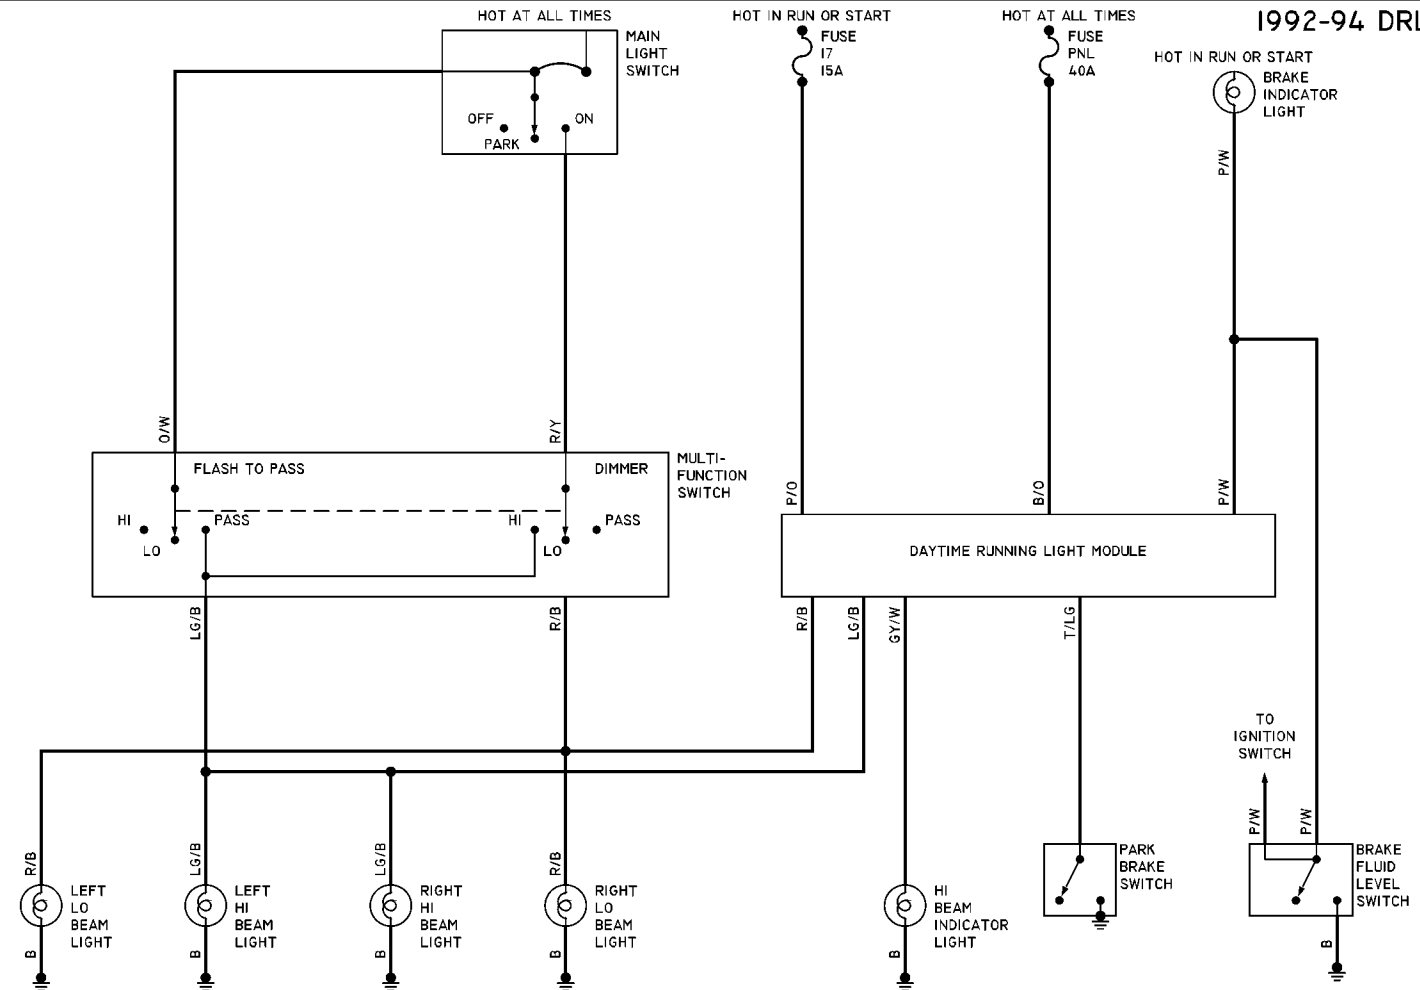 HOT AT ALL TIMES
HOT IN RUN OR START
HOT AT ALL TIMES
1992-94 DRL
MAIN
LIGHT
SWITCH
FUSE
17
15A
FUSE
PNL
40A
HOT IN RUN OR START
BRAKE
INDICATOR
LIGHT
OFF
ON
PARK
P/W
O/W
R/Y
FLASH TO PASS
DIMMER
MULTI-
FUNCTION
SWITCH
P/O
B/O
P/W
HI
PASS
LO
HI
PASS
LO
DAYTIME RUNNING LIGHT MODULE
LG/B
R/B
R/B
LG/B
GY/W
T/LG
TO
IGNITION
SWITCH
P/W
P/W
R/B
LG/B
LG/B
R/B
PARK
BRAKE
SWITCH
BRAKE
FLUID
LEVEL
SWITCH
LEFT
LO
BEAM
LIGHT
LEFT
HI
BEAM
LIGHT
RIGHT
HI
BEAM
LIGHT
RIGHT
LO
BEAM
LIGHT
HI
BEAM
INDICATOR
LIGHT
B
B
B
B
B
B